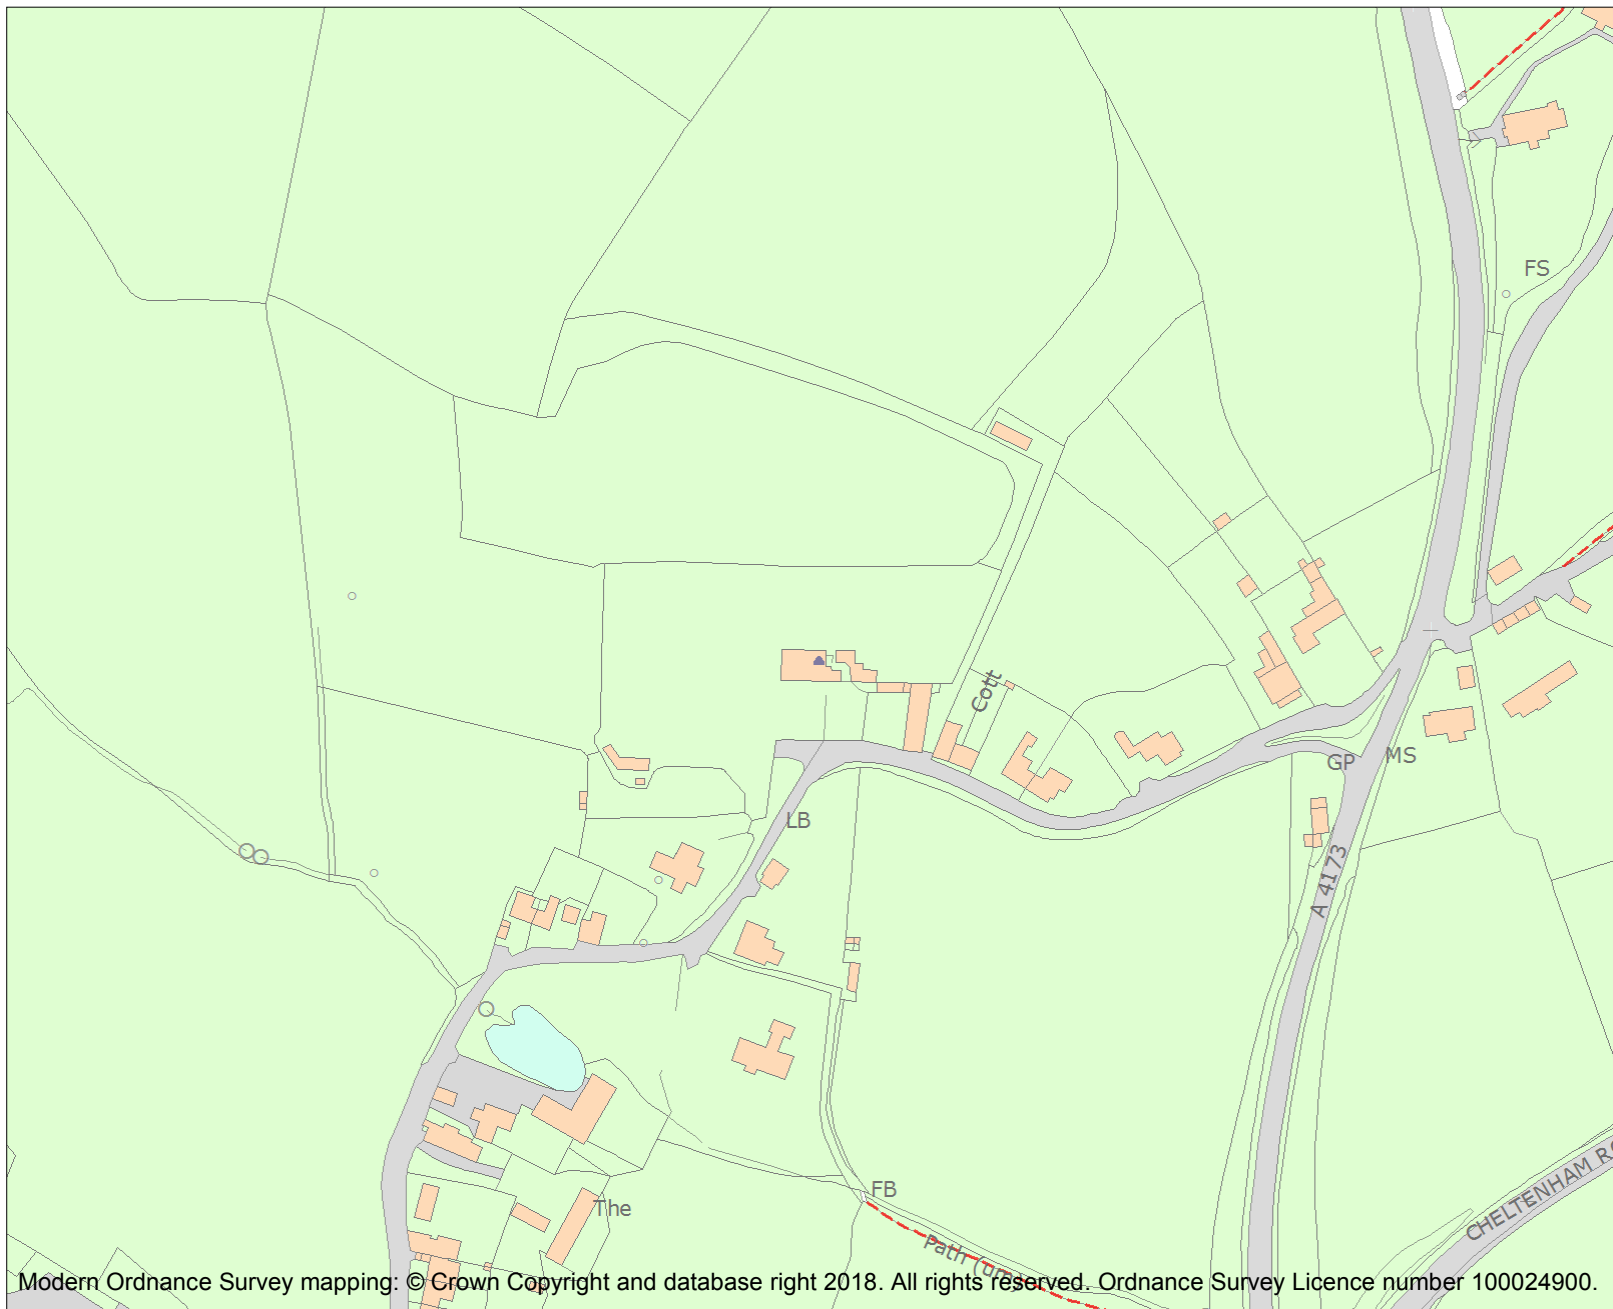 FS
Cott
GP
MS
LB
A 4173
FB
The
CHELTENHAM
Path (um)
Modern Ordnance Survey mapping: © Crown Copyright and database right 2018. All rights reserved. Ordnance Survey Licence number 100024900.